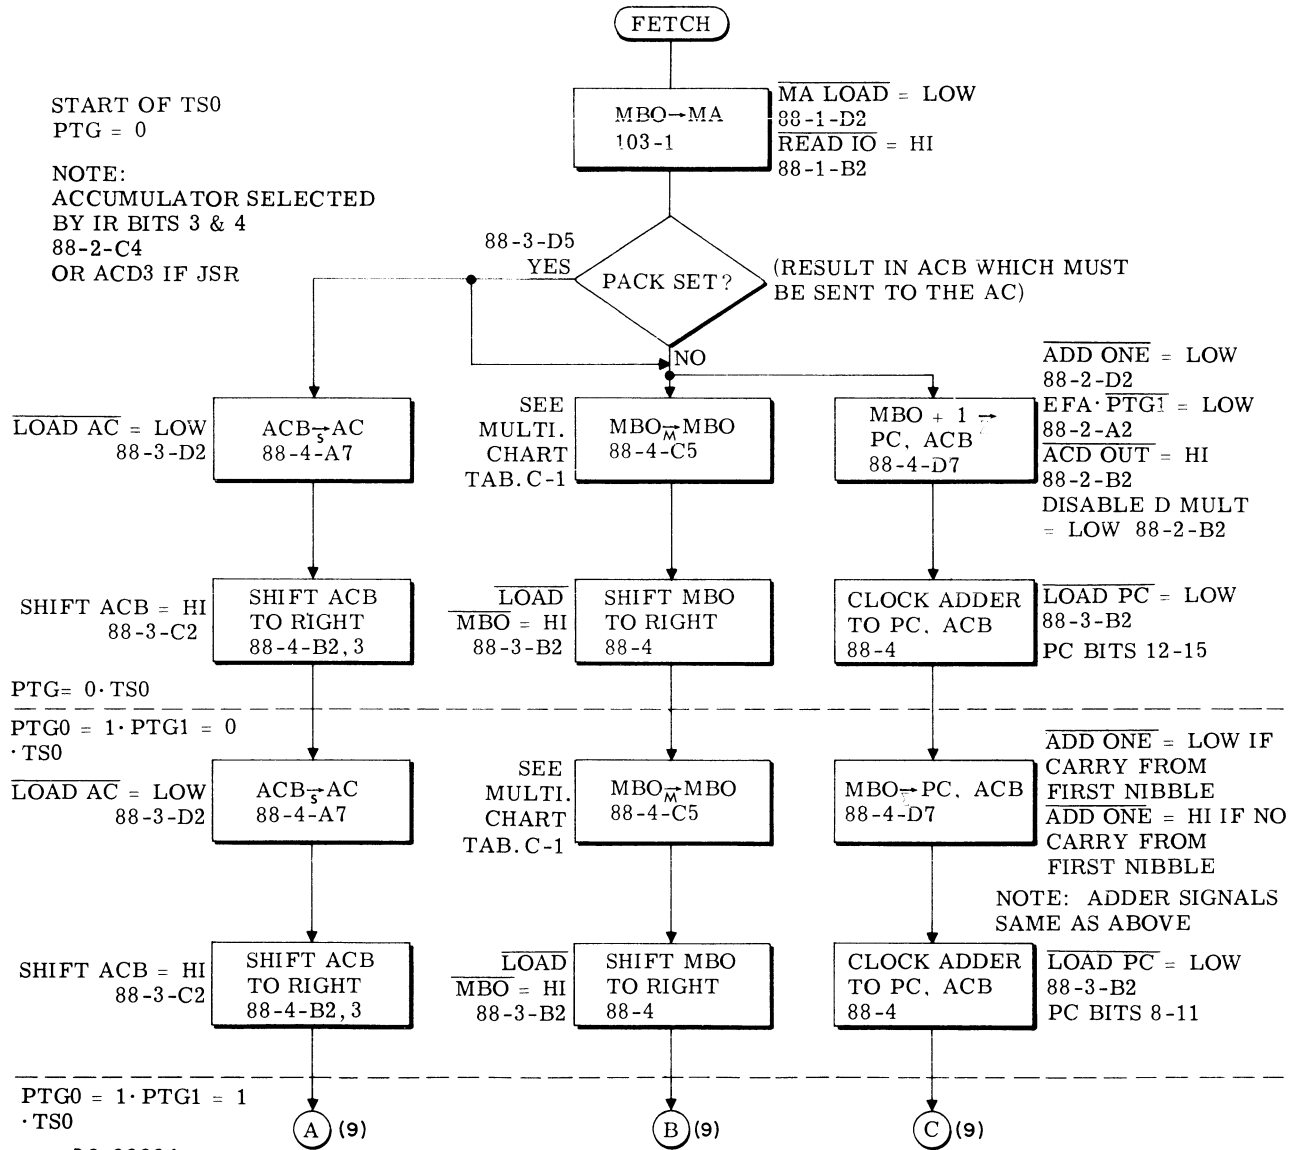 FETCH
START OF TS0
PTG = 0
NOTE:
ACCUMULATOR SELECTED
BY IR BITS 3 & 4
88-2-C4
OR ACD3 IF JSR
MBO→MA
103-1
MA LOAD = LOW
88-1-D2
READ IO = HI
88-1-B2
88-3-D5
YES
PACK SET?
(RESULT IN ACB WHICH MUST
BE SENT TO THE AC)
NO
LOAD AC = LOW
88-3-D2
ACB→AC
S
88-4-A7
SEE
MULTI.
CHART
TAB. C-1
MBO→MBO
M
88-4-C5
MBO + 1 →
PC, ACB
88-4-D7
ADD ONE = LOW
88-2-D2
EFA·PTG1 = LOW
88-2-A2
ACD OUT = HI
88-2-B2
DISABLE D MULT
= LOW 88-2-B2
SHIFT ACB = HI
88-3-C2
SHIFT ACB
TO RIGHT
88-4-B2,3
LOAD
MBO = HI
88-3-B2
SHIFT MBO
TO RIGHT
88-4
CLOCK ADDER
TO PC, ACB
88-4
LOAD PC = LOW
88-3-B2
PC BITS 12-15
PTG= 0·TS0
PTG0 = 1·PTG1 = 0
·TS0
LOAD AC = LOW
88-3-D2
ACB→AC
S
88-4-A7
SEE
MULTI.
CHART
TAB. C-1
MBO→MBO
M
88-4-C5
MBO→PC, ACB
88-4-D7
ADD ONE = LOW IF
CARRY FROM
FIRST NIBBLE
ADD ONE = HI IF NO
CARRY FROM
FIRST NIBBLE
NOTE: ADDER SIGNALS
SAME AS ABOVE
SHIFT ACB = HI
88-3-C2
SHIFT ACB
TO RIGHT
88-4-B2,3
LOAD
MBO = HI
88-3-B2
SHIFT MBO
TO RIGHT
88-4
CLOCK ADDER
TO PC, ACB
88-4
LOAD PC = LOW
88-3-B2
PC BITS 8-11
PTG0 = 1·PTG1 = 1
·TS0
A (9)
B (9)
C (9)